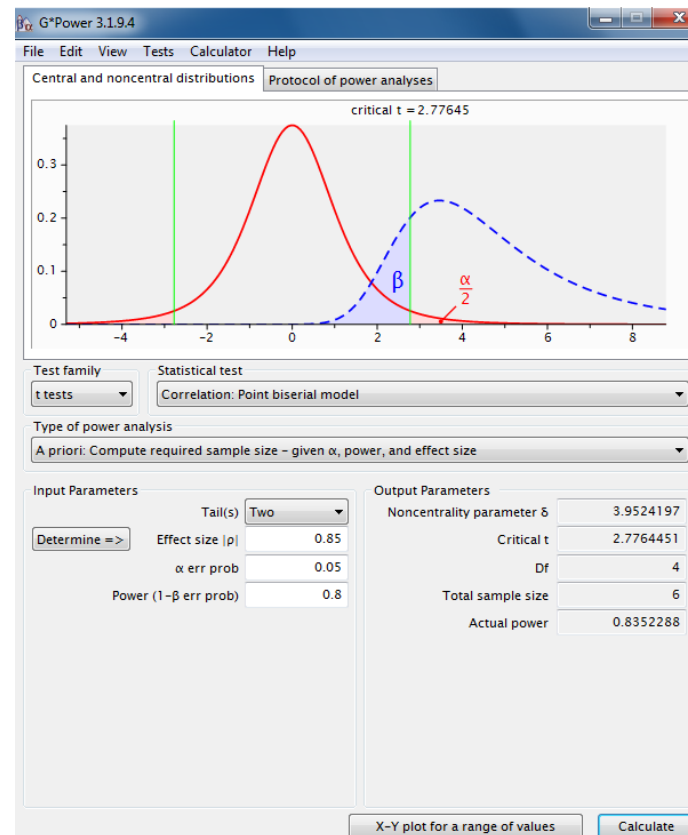 G*Power 3.1.9.4
File Edit View Tests Calculator Help
Central and noncentral distributions Protocol of power analyses
critical t = 2.77645
0.3
0.2
0.1
0
β
α
2
-4 -2 0 2 4 6 8
Test family Statistical test
t tests Correlation: Point biserial model
Type of power analysis
A priori: Compute required sample size - given α, power, and effect size
Input Parameters Output Parameters
Tail(s) Two Noncentrality parameter δ 3.9524197
Determine => Effect size |ρ| 0.85 Critical t 2.7764451
α err prob 0.05 Df 4
Power (1-β err prob) 0.8 Total sample size 6
Actual power 0.8352288
X-Y plot for a range of values Calculate